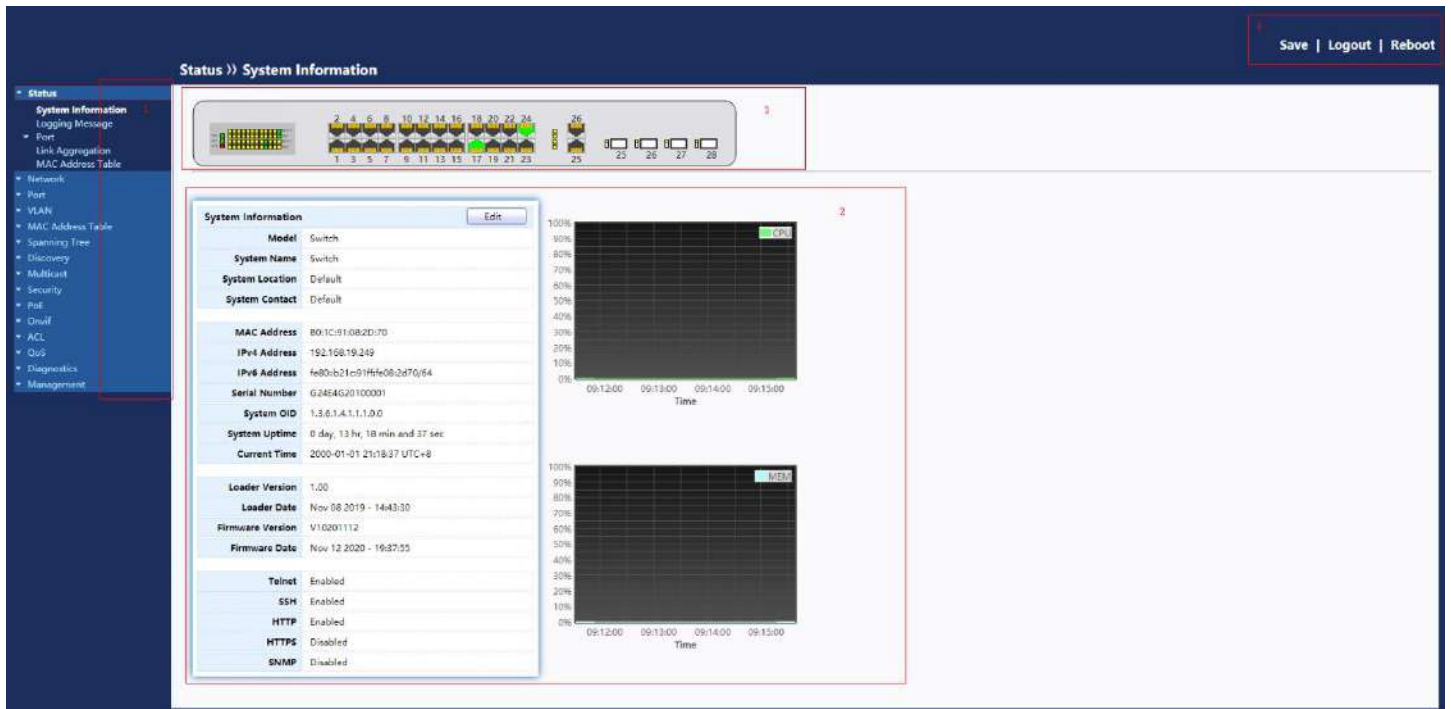 4
Save | Logout | Reboot
Status 》 System Information
Status
System Information 1
Logging Message
Port
Link Aggregation
MAC Address Table
Network
Port
VLAN
MAC Address Table
Spanning Tree
Discovery
Multicast
Security
PoE
Onvif
ACL
QoS
Diagnostics
Management
3
2 4 6 8 10 12 14 16 18 20 22 24 26
1 3 5 7 9 11 13 15 17 19 21 23 25
25 26 27 28
2
System Information Edit
Model Switch
System Name Switch
System Location Default
System Contact Default
MAC Address B0:1C:91:08:2D:70
IPv4 Address 192.168.19.249
IPv6 Address
Serial Number G24E4G20100001
System OID 1.3.6.1.4.1.1.1.0.0
System Uptime 0 day, 13 hr, 18 min and 37 sec
Current Time 2000-01-01 21:18:37 UTC+8
Loader Version 1.00
Loader Date Nov 08 2019 - 14:43:30
Firmware Version V10201112
Firmware Date Nov 12 2020 - 19:37:55
Telnet Enabled
SSH Enabled
HTTP Enabled
HTTPS Disabled
SNMP Disabled
CPU
100%
90%
80%
70%
60%
50%
40%
30%
20%
10%
0%
09:12:00 09:13:00 09:14:00 09:15:00
Time
MEM
100%
90%
80%
70%
60%
50%
40%
30%
20%
10%
0%
09:12:00 09:13:00 09:14:00 09:15:00
Time